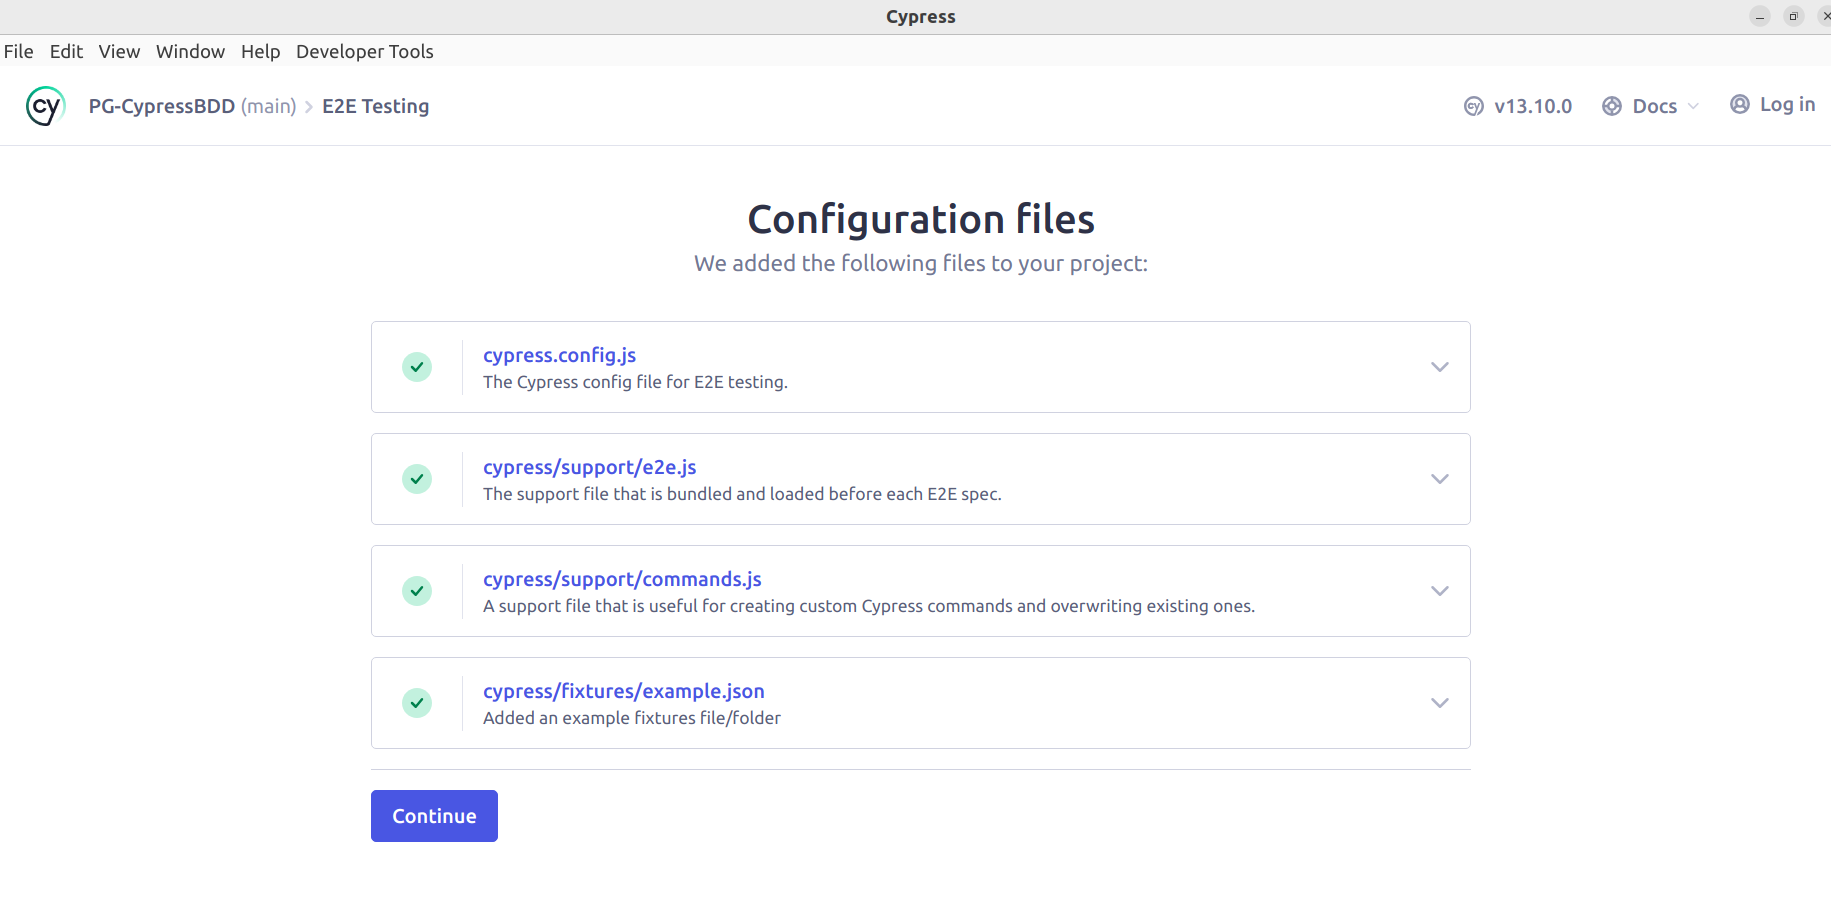 Cypress
File Edit View Window Help Developer Tools
cy PG-CypressBDD (main) > E2E Testing
cy v13.10.0 Docs Log in
Configuration files
We added the following files to your project:
cypress.config.js
The Cypress config file for E2E testing.
cypress/support/e2e.js
The support file that is bundled and loaded before each E2E spec.
cypress/support/commands.js
A support file that is useful for creating custom Cypress commands and overwriting existing ones.
cypress/fixtures/example.json
Added an example fixtures file/folder
Continue